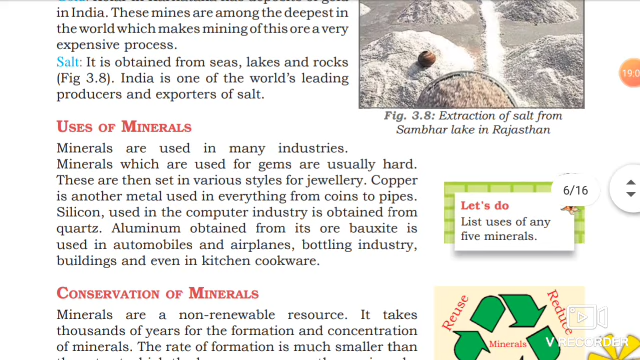 in India. These mines are among the deepest in
the world which makes mining of this ore a very
expensive process.
Salt: It is obtained from seas, lakes and rocks
(Fig 3.8). India is one of the world's leading
producers and exporters of salt.
Fig. 3.8: Extraction of salt from
Sambhar lake in Rajasthan
USES OF MINERALS
Minerals are used in many industries.
Minerals which are used for gems are usually hard.
These are then set in various styles for jewellery. Copper
is another metal used in everything from coins to pipes.
Silicon, used in the computer industry is obtained from
quartz. Aluminum obtained from its ore bauxite is
used in automobiles and airplanes, bottling industry,
buildings and even in kitchen cookware.
Let's do
List uses of any
five minerals.
6/16
19:0
CONSERVATION OF MINERALS
Minerals are a non-renewable resource. It takes
thousands of years for the formation and concentration
of minerals. The rate of formation is much smaller than
Reuse
Reduce
Minerals
V RECORDER